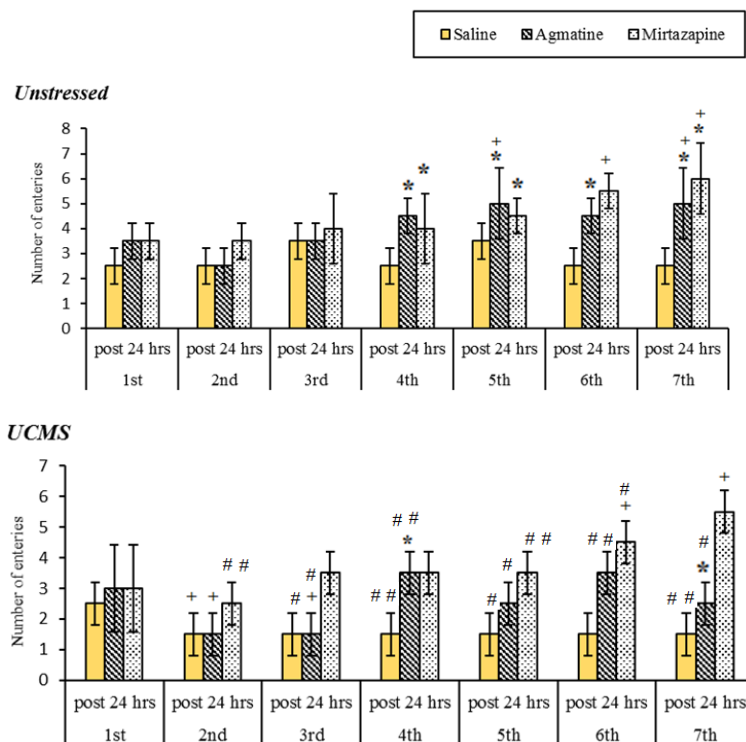 Saline Agmatine Mirtazapine
Unstressed
Number of enteries
8
7
6
5
4
3
2
1
0
* * + * * * + + * + *
post 24 hrs post 24 hrs post 24 hrs post 24 hrs post 24 hrs post 24 hrs post 24 hrs
1st 2nd 3rd 4th 5th 6th 7th
UCMS
Number of enteries
7
6
5
4
3
2
1
0
+ + # # # # + # # # # * # # # # # # # + # # # * +
post 24 hrs post 24 hrs post 24 hrs post 24 hrs post 24 hrs post 24 hrs post 24 hrs
1st 2nd 3rd 4th 5th 6th 7th